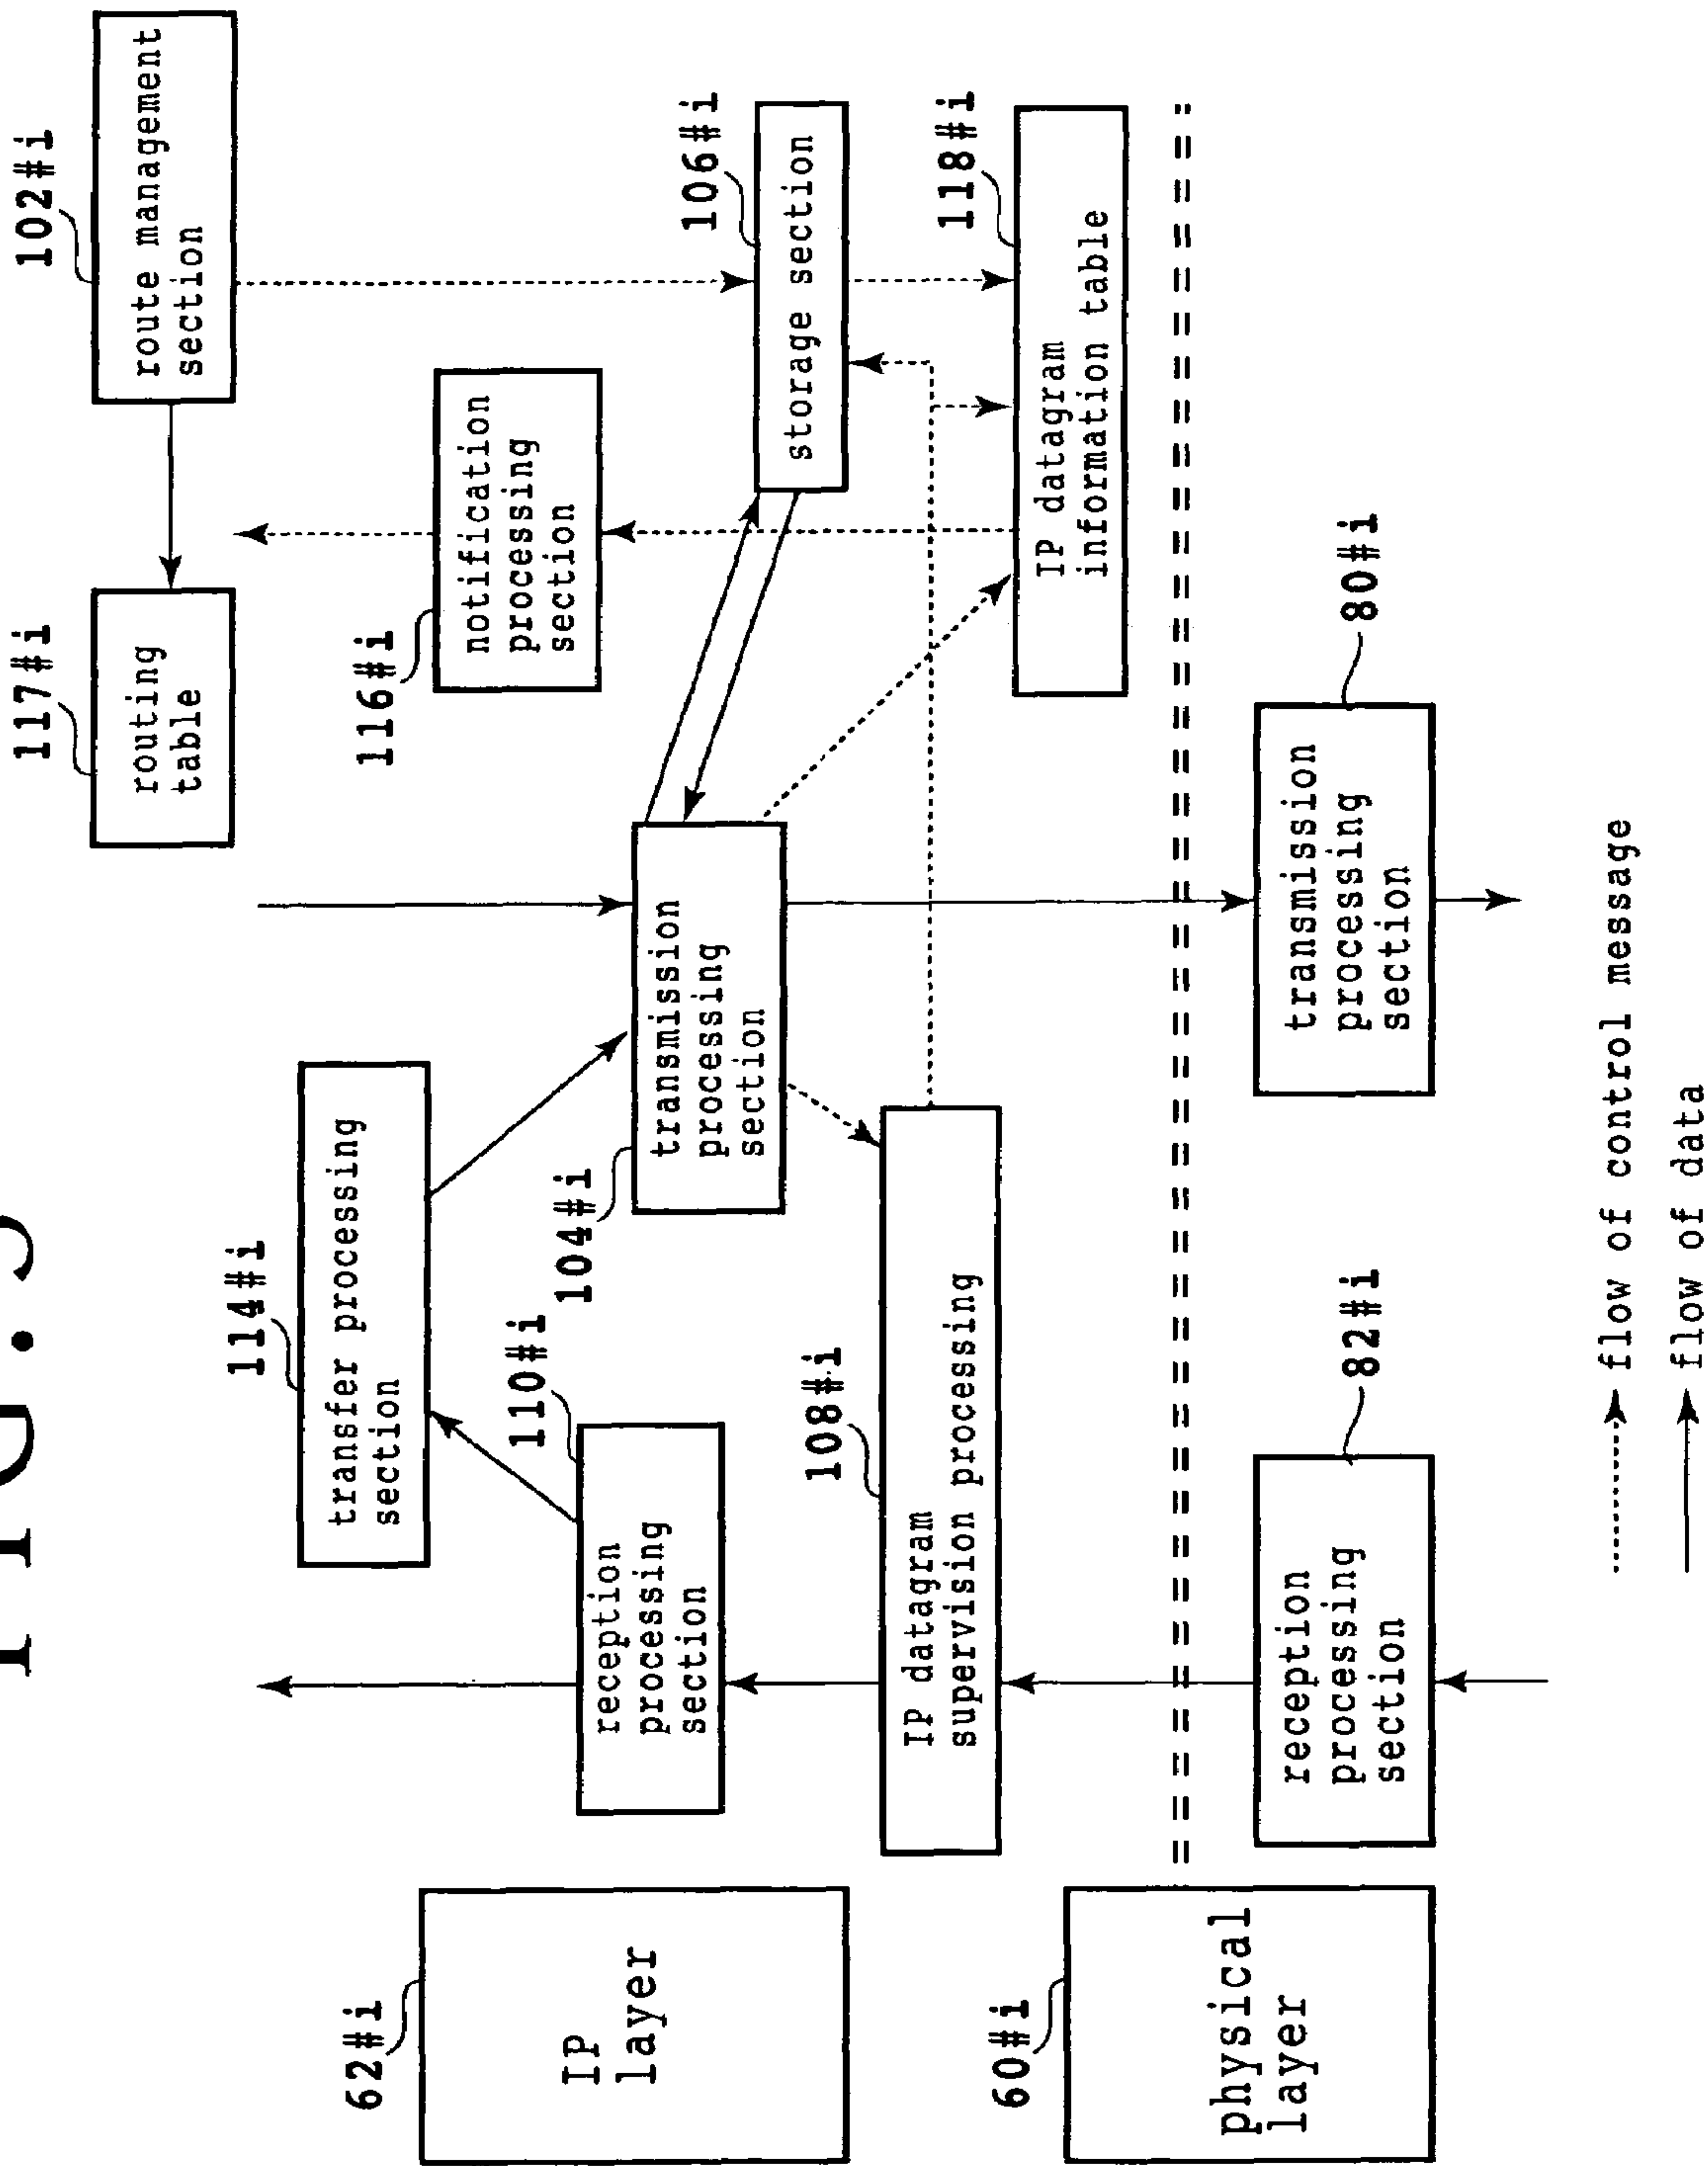 FIG.
117#i
routing
table
102#i
route management
section
114#i
transfer processing
section
62#i
IP
layer
116#i
notification
processing
section
110#i
reception
processing
section
104#i
transmission
processing
section
106#i
storage section
108#i
IP datagram
supervision processing
118#i
IP datagram
information table
60#i
physical
layer
82#i
reception
processing
section
80#i
transmission
processing
section
flow of control message
flow of data